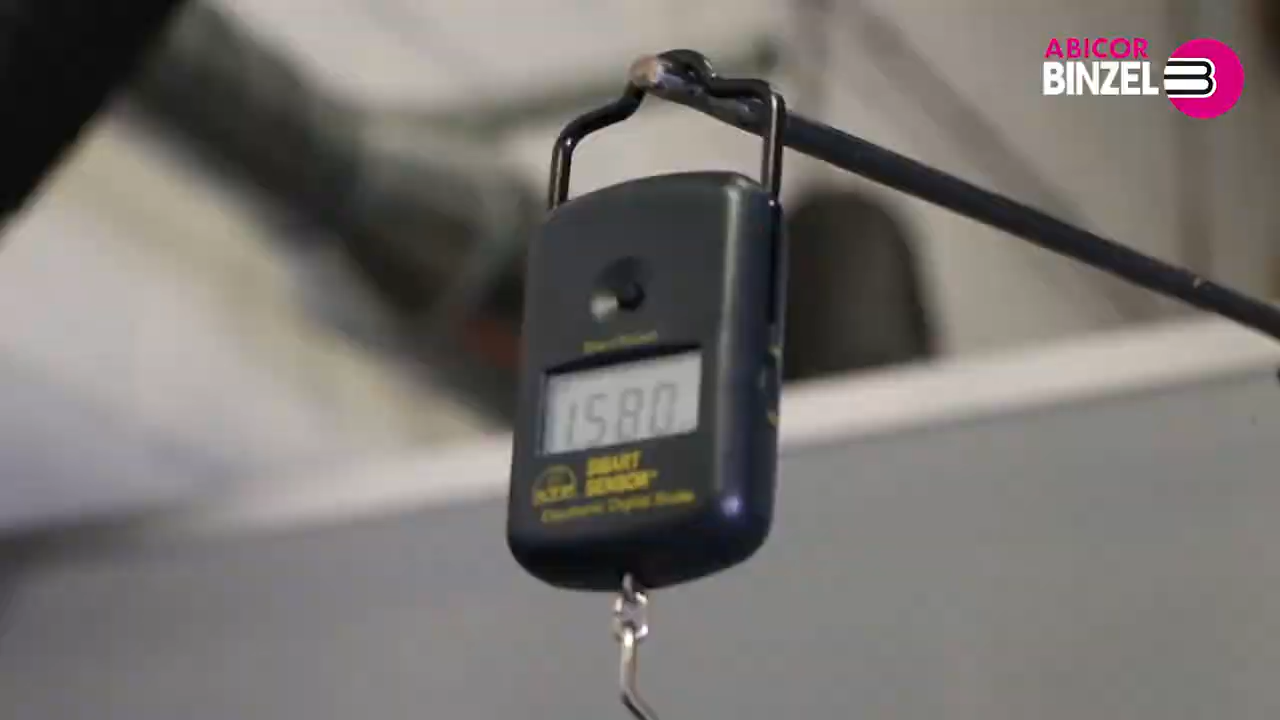 ABICOR
BINZEL
1580
SMART
SENSOR
Electronic Digital Scale